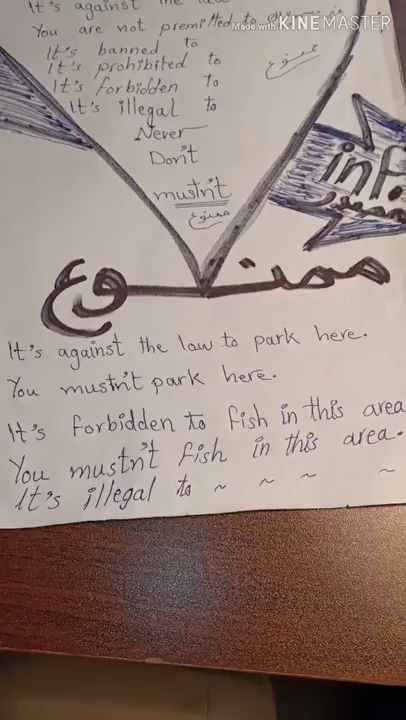 It's against the law
You are not premitted to
Made with KINEMASTER
It's banned to
It's prohibited to
ممنوع
It's forbidden to
It's illegal to
Never
Don't
inf.
مصدر
mustn't
ممنوع
ممنوع
It's against the law to park here.
You mustn't park here.
It's forbidden to fish in this area
You mustn't fish in this area.
It's illegal to ~ ~ ~ ~